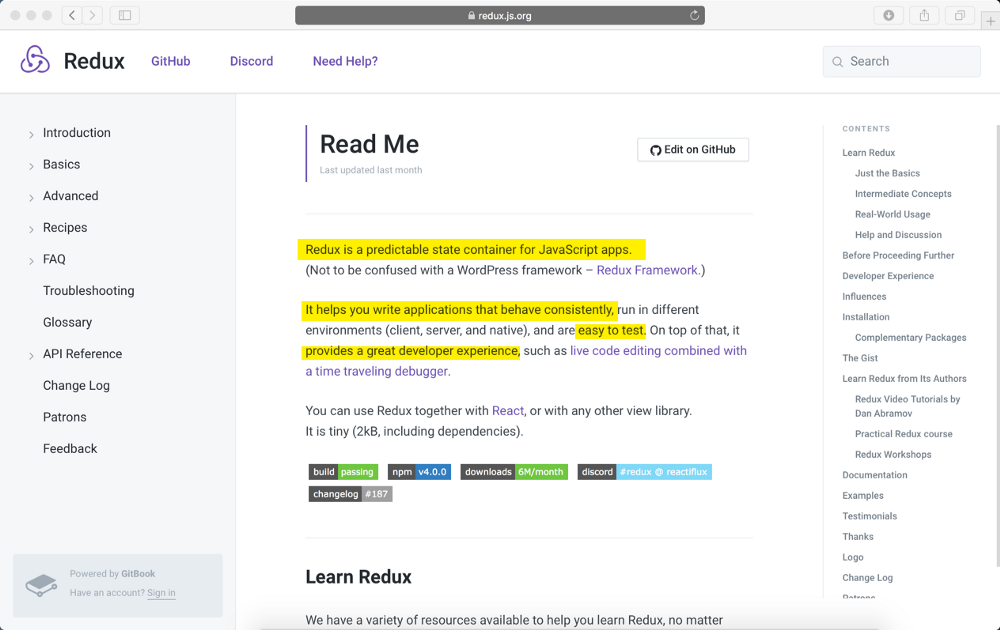 redux.js.org
Redux
GitHub
Discord
Need Help?
Search
Introduction
Basics
Advanced
Recipes
FAQ
Troubleshooting
Glossary
API Reference
Change Log
Patrons
Feedback
Powered by GitBook
Have an account? Sign in
Read Me
Last updated last month
Edit on GitHub
Redux is a predictable state container for JavaScript apps.
(Not to be confused with a WordPress framework – Redux Framework.)
It helps you write applications that behave consistently, run in different
environments (client, server, and native), and are easy to test. On top of that, it
provides a great developer experience, such as live code editing combined with
a time traveling debugger.
You can use Redux together with React, or with any other view library.
It is tiny (2kB, including dependencies).
build passing npm v4.0.0 downloads 6M/month discord #redux @ reactiflux
changelog #187
Learn Redux
We have a variety of resources available to help you learn Redux, no matter
CONTENTS
Learn Redux
Just the Basics
Intermediate Concepts
Real-World Usage
Help and Discussion
Before Proceeding Further
Developer Experience
Influences
Installation
Complementary Packages
The Gist
Learn Redux from Its Authors
Redux Video Tutorials by
Dan Abramov
Practical Redux course
Redux Workshops
Documentation
Examples
Testimonials
Thanks
Logo
Change Log
Patrons